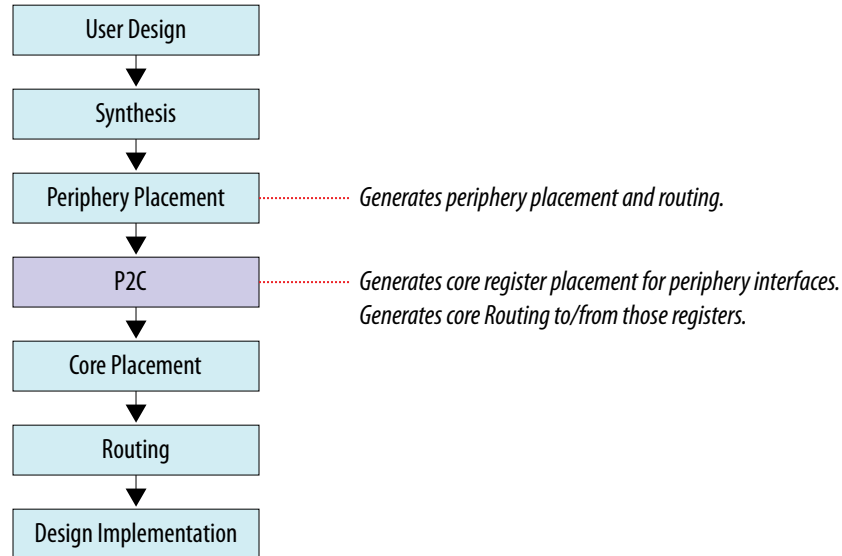 User Design
Synthesis
Periphery Placement
Generates periphery placement and routing.
P2C
Generates core register placement for periphery interfaces.
Generates core Routing to/from those registers.
Core Placement
Routing
Design Implementation